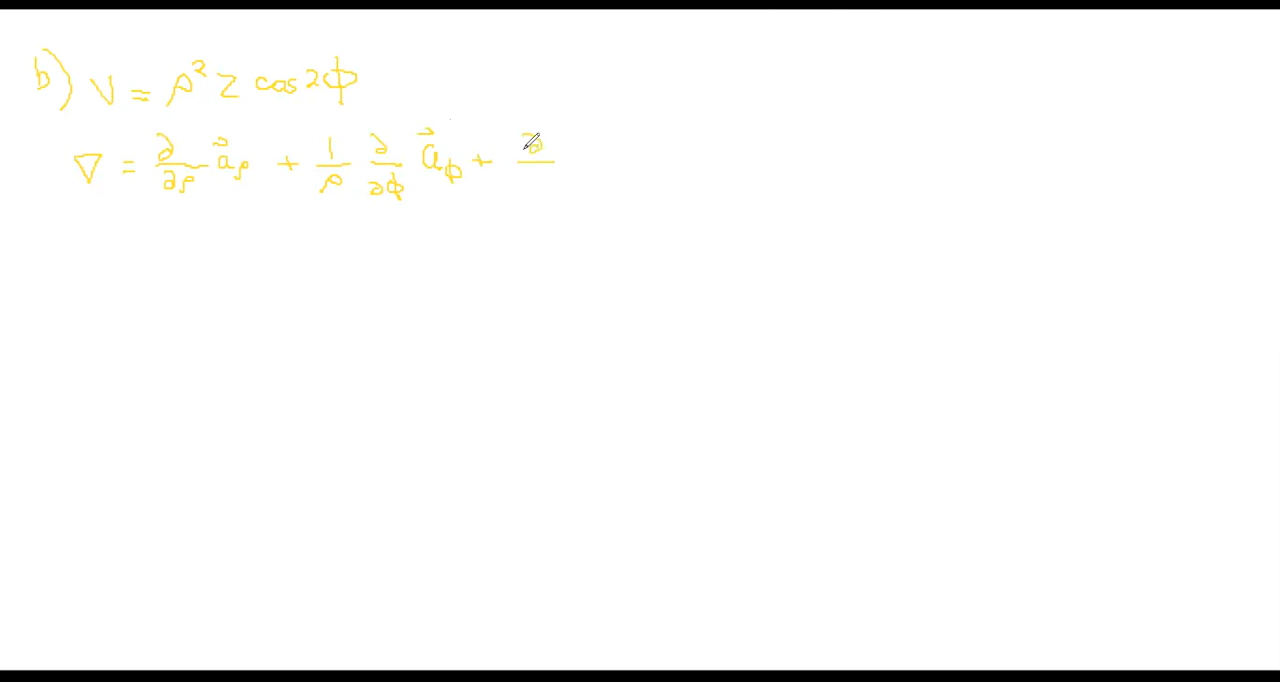 b) V = ρ² z cos 2ϕ
∇ = ∂/∂ρ a⃗ρ + 1/ρ ∂/∂ϕ a⃗ϕ + ∂/